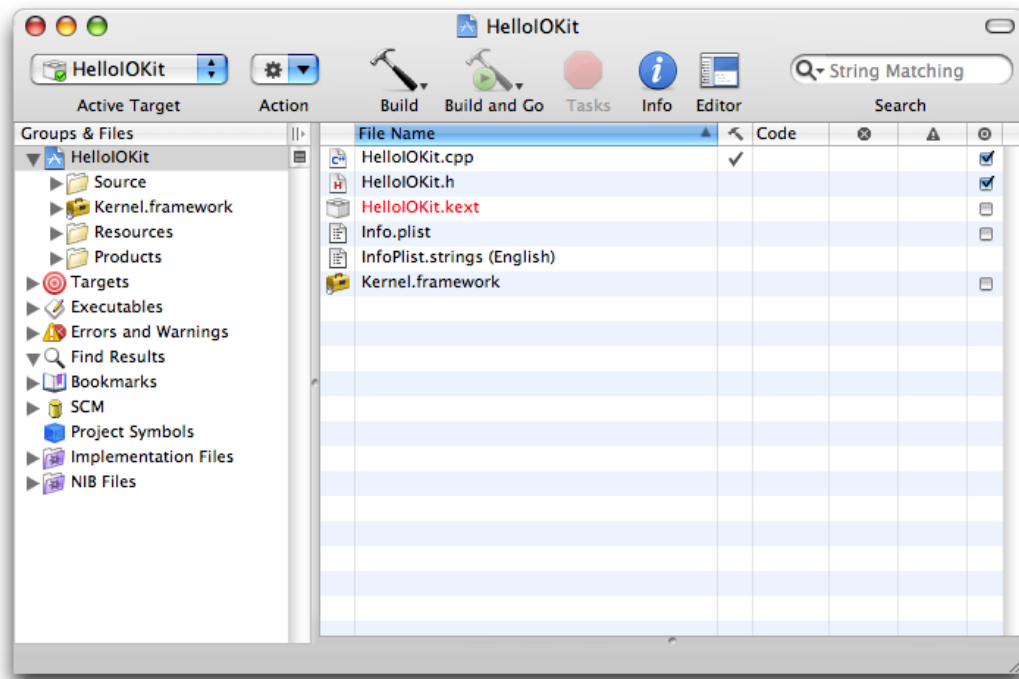 HelloIOKit
HelloIOKit
String Matching
Active Target Action Build Build and Go Tasks Info Editor Search
Groups & Files
File Name Code
HelloIOKit
Source
Kernel.framework
Resources
Products
Targets
Executables
Errors and Warnings
Find Results
Bookmarks
SCM
Project Symbols
Implementation Files
NIB Files
HelloIOKit.cpp
HelloIOKit.h
HelloIOKit.kext
Info.plist
InfoPlist.strings (English)
Kernel.framework